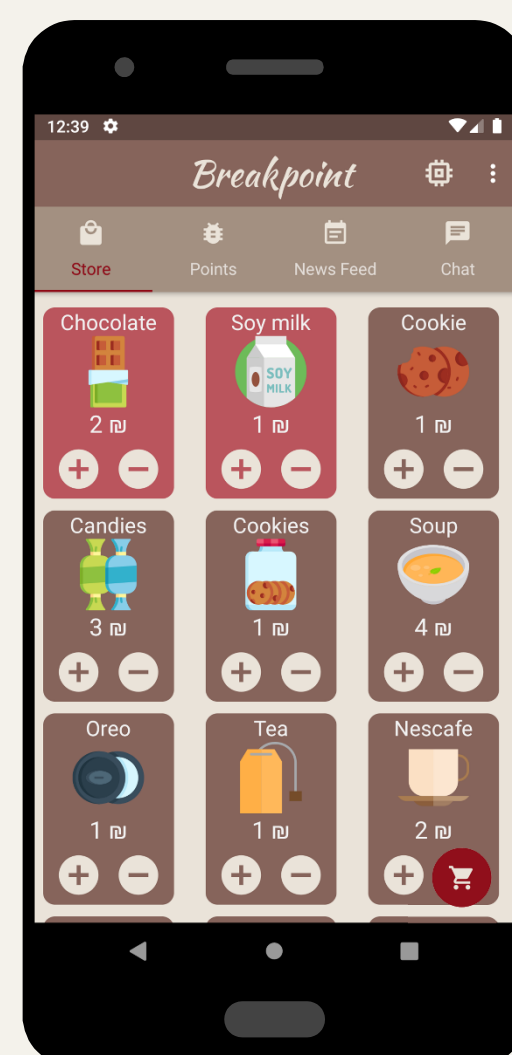 12:39
Breakpoint
Store Points News Feed Chat
Chocolate Soy milk Cookie
SOY
MILK
2 ₪ 1 ₪ 1 ₪
+ − + − + −
Candies Cookies Soup
3 ₪ 1 ₪ 4 ₪
+ − + − + −
Oreo Tea Nescafe
1 ₪ 1 ₪ 2 ₪
+ − + − +